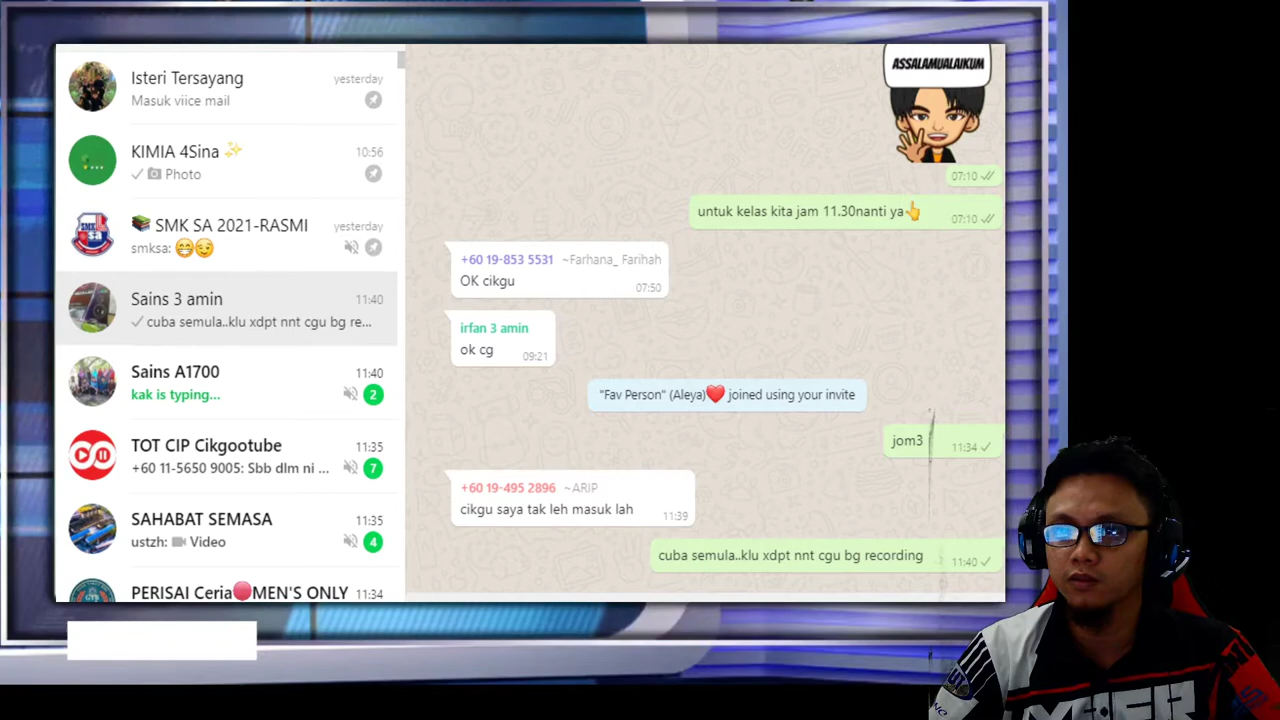 Isteri Tersayang
yesterday
Masuk viice mail
KIMIA 4Sina ✨
10:56
Photo
📚 SMK SA 2021-RASMI
yesterday
smksa: 😁😉
Sains 3 amin
11:40
cuba semula..klu xdpt nnt cgu bg re...
Sains A1700
11:40
kak is typing...
2
TOT CIP Cikgootube
11:35
+60 11-5650 9005: Sbb dlm ni ...
7
SAHABAT SEMASA
11:35
ustzh: Video
4
PERISAI Ceria🔴MEN'S ONLY
11:34
ASSALAMUALAIKUM
07:10
untuk kelas kita jam 11.30nanti ya👆
07:10
+60 19-853 5531 ~Farhana_ Farihah
OK cikgu
07:50
irfan 3 amin
ok cg
09:21
"Fav Person" (Aleya)❤️ joined using your invite
jom3
11:34
+60 19-495 2896 ~ARIP
cikgu saya tak leh masuk lah
11:39
cuba semula..klu xdpt nnt cgu bg recording
11:40